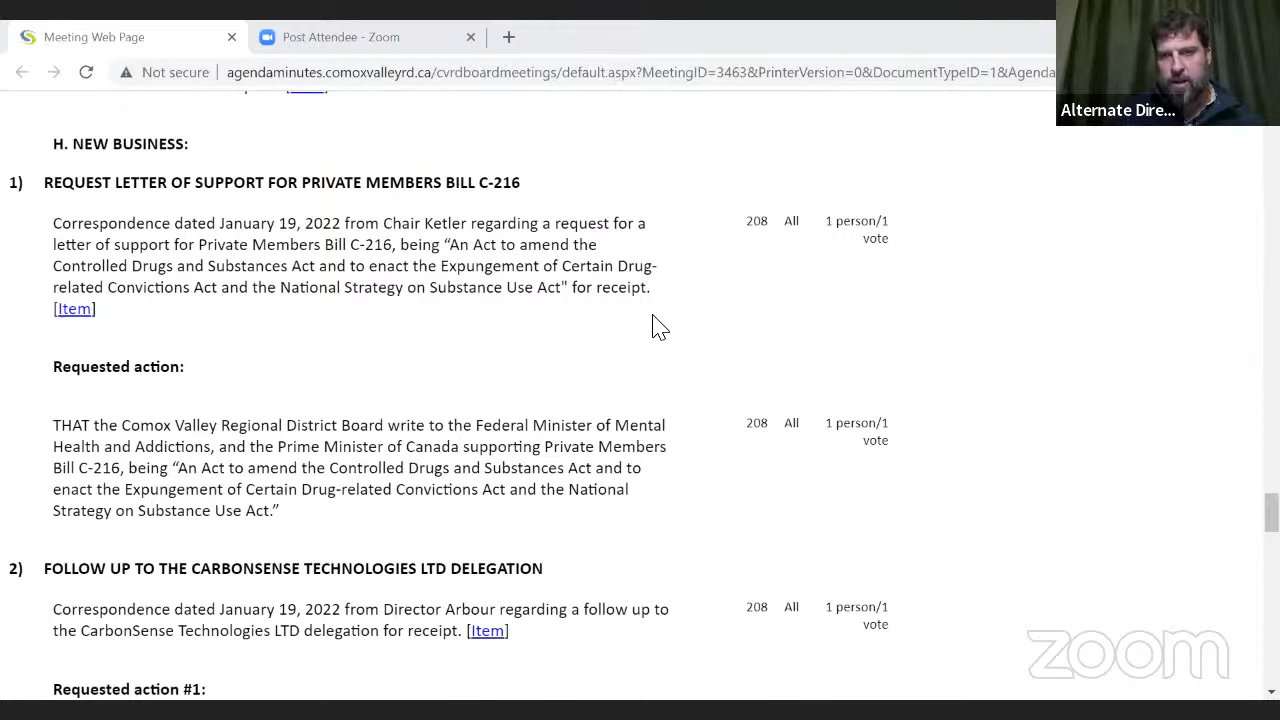 Meeting Web Page
Post Attendee - Zoom
Not secure
agendaminutes.comoxvalleyrd.ca/cvrdboardmeetings/default.aspx?MeetingID=3463&PrinterVersion=0&DocumentTypeID=1&Agenda
Alternate Dire...
H. NEW BUSINESS:
1) REQUEST LETTER OF SUPPORT FOR PRIVATE MEMBERS BILL C-216
Correspondence dated January 19, 2022 from Chair Ketler regarding a request for a
letter of support for Private Members Bill C-216, being “An Act to amend the
Controlled Drugs and Substances Act and to enact the Expungement of Certain Drug-
related Convictions Act and the National Strategy on Substance Use Act" for receipt.
[Item]
208 All 1 person/1
vote
Requested action:
THAT the Comox Valley Regional District Board write to the Federal Minister of Mental
Health and Addictions, and the Prime Minister of Canada supporting Private Members
Bill C-216, being “An Act to amend the Controlled Drugs and Substances Act and to
enact the Expungement of Certain Drug-related Convictions Act and the National
Strategy on Substance Use Act.”
208 All 1 person/1
vote
2) FOLLOW UP TO THE CARBONSENSE TECHNOLOGIES LTD DELEGATION
Correspondence dated January 19, 2022 from Director Arbour regarding a follow up to
the CarbonSense Technologies LTD delegation for receipt. [Item]
208 All 1 person/1
vote
Requested action #1:
zoom